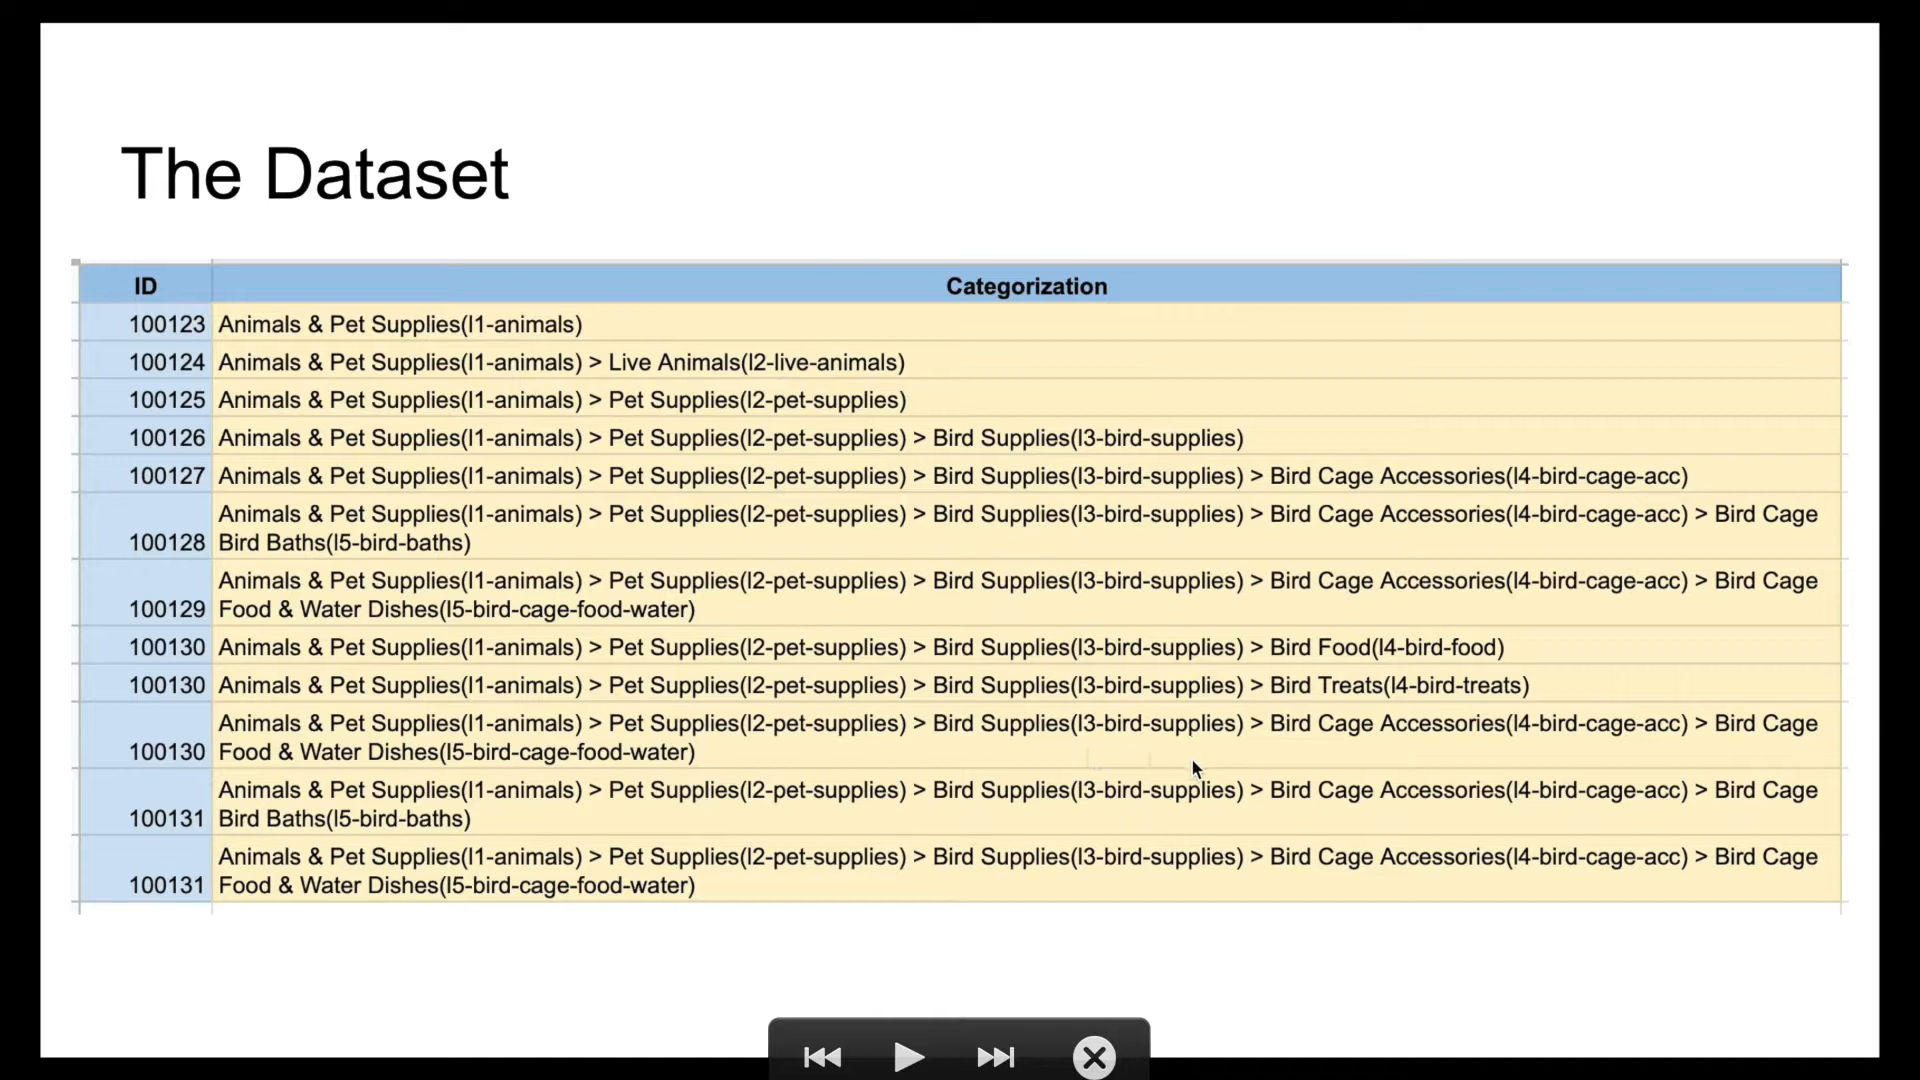 The Dataset
ID Categorization
100123 Animals & Pet Supplies(l1-animals)
100124 Animals & Pet Supplies(l1-animals) > Live Animals(l2-live-animals)
100125 Animals & Pet Supplies(l1-animals) > Pet Supplies(l2-pet-supplies)
100126 Animals & Pet Supplies(l1-animals) > Pet Supplies(l2-pet-supplies) > Bird Supplies(l3-bird-supplies)
100127 Animals & Pet Supplies(l1-animals) > Pet Supplies(l2-pet-supplies) > Bird Supplies(l3-bird-supplies) > Bird Cage Accessories(l4-bird-cage-acc)
Animals & Pet Supplies(l1-animals) > Pet Supplies(l2-pet-supplies) > Bird Supplies(l3-bird-supplies) > Bird Cage Accessories(l4-bird-cage-acc) > Bird Cage
100128 Bird Baths(l5-bird-baths)
Animals & Pet Supplies(l1-animals) > Pet Supplies(l2-pet-supplies) > Bird Supplies(l3-bird-supplies) > Bird Cage Accessories(l4-bird-cage-acc) > Bird Cage
100129 Food & Water Dishes(l5-bird-cage-food-water)
100130 Animals & Pet Supplies(l1-animals) > Pet Supplies(l2-pet-supplies) > Bird Supplies(l3-bird-supplies) > Bird Food(l4-bird-food)
100130 Animals & Pet Supplies(l1-animals) > Pet Supplies(l2-pet-supplies) > Bird Supplies(l3-bird-supplies) > Bird Treats(l4-bird-treats)
Animals & Pet Supplies(l1-animals) > Pet Supplies(l2-pet-supplies) > Bird Supplies(l3-bird-supplies) > Bird Cage Accessories(l4-bird-cage-acc) > Bird Cage
100130 Food & Water Dishes(l5-bird-cage-food-water)
Animals & Pet Supplies(l1-animals) > Pet Supplies(l2-pet-supplies) > Bird Supplies(l3-bird-supplies) > Bird Cage Accessories(l4-bird-cage-acc) > Bird Cage
100131 Bird Baths(l5-bird-baths)
Animals & Pet Supplies(l1-animals) > Pet Supplies(l2-pet-supplies) > Bird Supplies(l3-bird-supplies) > Bird Cage Accessories(l4-bird-cage-acc) > Bird Cage
100131 Food & Water Dishes(l5-bird-cage-food-water)